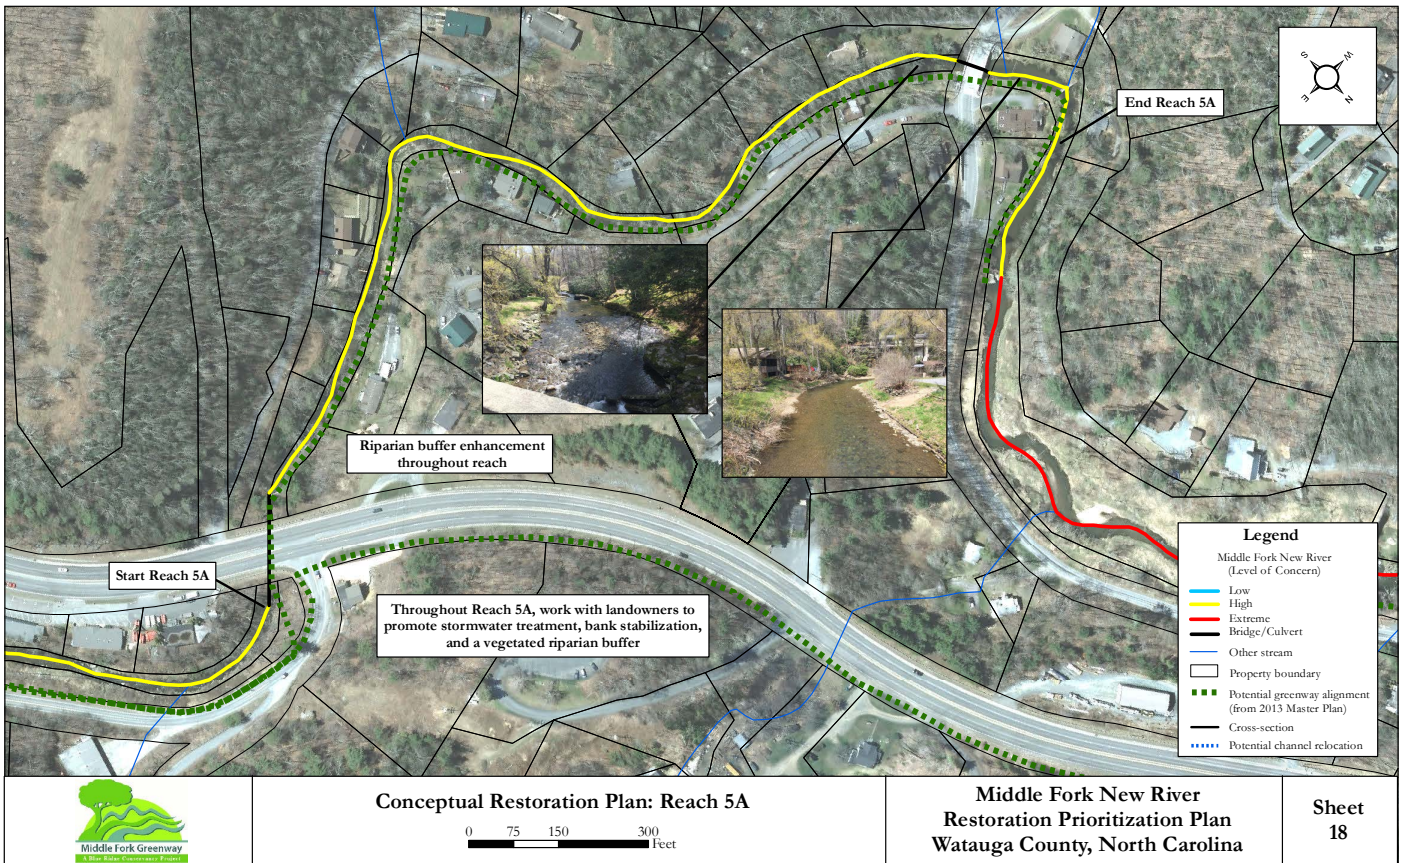 S
W
E
N
End Reach 5A
Riparian buffer enhancement
throughout reach
Start Reach 5A
Throughout Reach 5A, work with landowners to
promote stormwater treatment, bank stabilization,
and a vegetated riparian buffer
Legend
Middle Fork New River
(Level of Concern)
Low
High
Extreme
Bridge/Culvert
Other stream
Property boundary
Potential greenway alignment
(from 2013 Master Plan)
Cross-section
Potential channel relocation
Middle Fork Greenway
A Blue Ridge Conservancy Project
Conceptual Restoration Plan: Reach 5A
0 75 150 300
Feet
Middle Fork New River
Restoration Prioritization Plan
Watauga County, North Carolina
Sheet
18